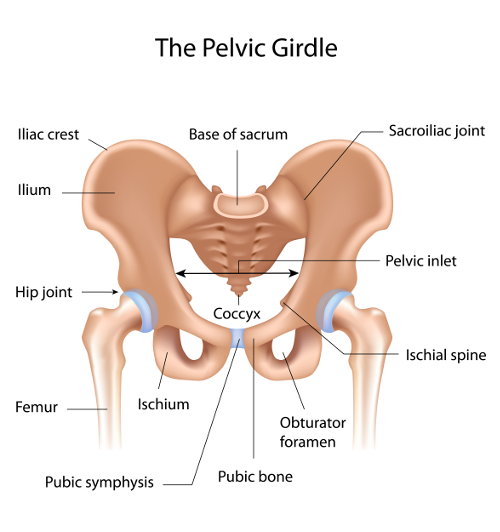 The Pelvic Girdle
Iliac crest
Base of sacrum
Sacroiliac joint
Ilium
Pelvic inlet
Hip joint
Coccyx
Ischial spine
Femur
Ischium
Obturator
foramen
Pubic symphysis
Pubic bone